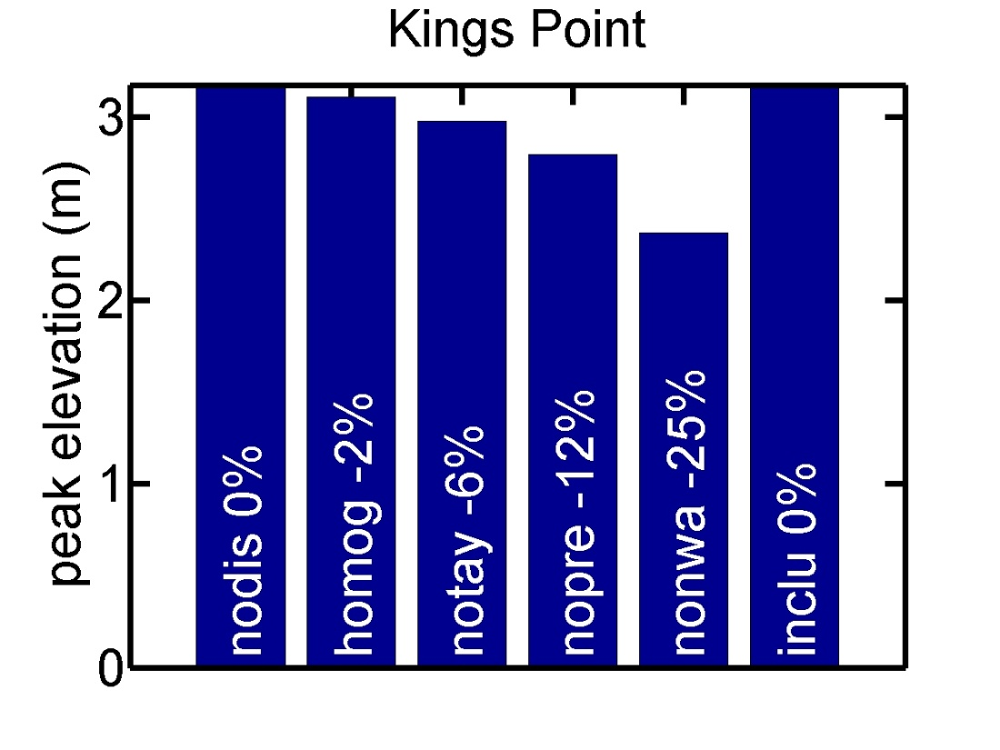 Kings Point
peak elevation (m)
3
2
1
0
nodis 0%
homog -2%
notay -6%
nopre -12%
nonwa -25%
inclu 0%